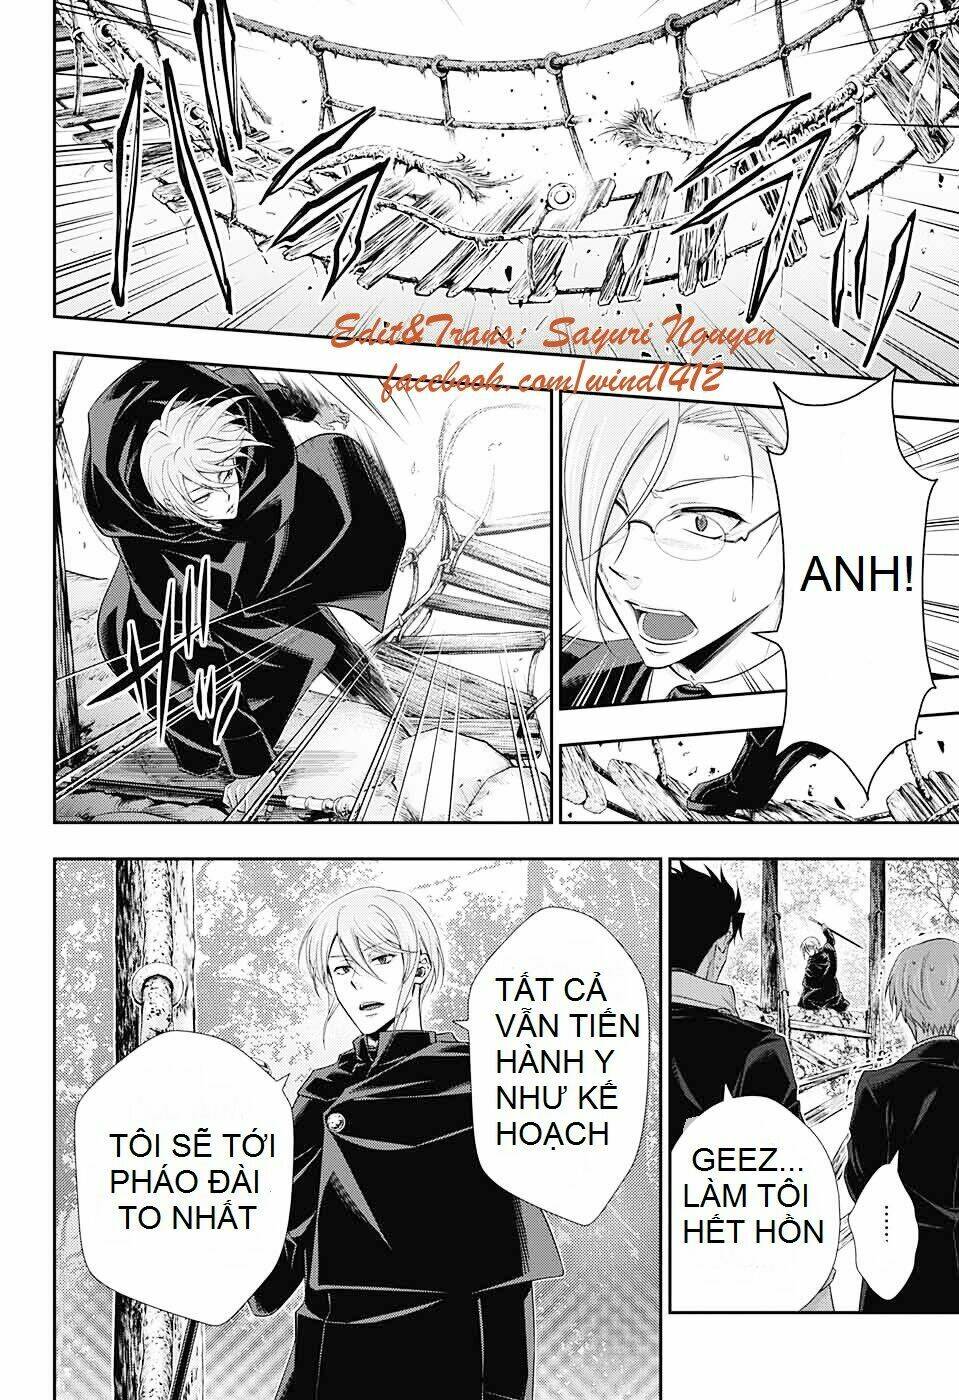 Edit&Trans: Sayuri Nguyen
facebook.com/wind1412
ANH!
GEEZ...
LÀM TÔI
HẾT HỒN
......
TẤT CẢ
VẪN TIẾN
HÀNH Y
NHƯ KẾ
HOẠCH
TÔI SẼ TỚI
PHÁO ĐÀI
TO NHẤT